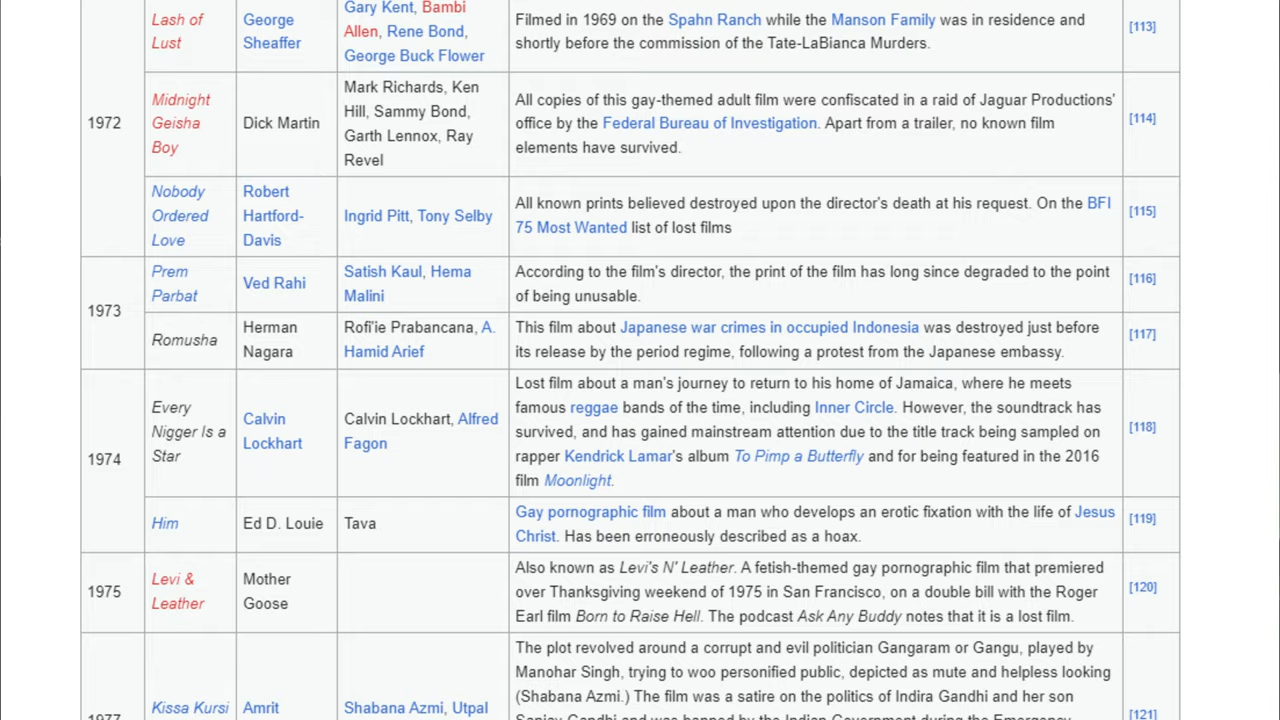 Lash of Lust George Sheaffer Gary Kent, Bambi Allen, Rene Bond, George Buck Flower Filmed in 1969 on the Spahn Ranch while the Manson Family was in residence and shortly before the commission of the Tate-LaBianca Murders. [113]
1972
Midnight
Geisha
Boy
Dick Martin
Mark Richards, Ken
Hill, Sammy Bond,
Garth Lennox, Ray
Revel
All copies of this gay-themed adult film were confiscated in a raid of Jaguar Productions'
office by the Federal Bureau of Investigation. Apart from a trailer, no known film
elements have survived.
[114]
Nobody
Ordered
Love
Robert
Hartford-
Davis
Ingrid Pitt, Tony Selby
All known prints believed destroyed upon the director's death at his request. On the BFI
75 Most Wanted list of lost films
[115]
1973
Prem
Parbat
Ved Rahi
Satish Kaul, Hema
Malini
According to the film's director, the print of the film has long since degraded to the point
of being unusable.
[116]
Romusha
Herman
Nagara
Rofi'ie Prabancana, A.
Hamid Arief
This film about Japanese war crimes in occupied Indonesia was destroyed just before
its release by the period regime, following a protest from the Japanese embassy.
[117]
1974
Every
Nigger Is a
Star
Calvin
Lockhart
Calvin Lockhart, Alfred
Fagon
Lost film about a man's journey to return to his home of Jamaica, where he meets
famous reggae bands of the time, including Inner Circle. However, the soundtrack has
survived, and has gained mainstream attention due to the title track being sampled on
rapper Kendrick Lamar's album To Pimp a Butterfly and for being featured in the 2016
film Moonlight.
[118]
Him
Ed D. Louie
Tava
Gay pornographic film about a man who develops an erotic fixation with the life of Jesus
Christ. Has been erroneously described as a hoax.
[119]
1975
Levi &
Leather
Mother
Goose
Also known as Levi's N' Leather. A fetish-themed gay pornographic film that premiered
over Thanksgiving weekend of 1975 in San Francisco, on a double bill with the Roger
Earl film Born to Raise Hell. The podcast Ask Any Buddy notes that it is a lost film.
[120]
1977
Kissa Kursi
Amrit
Shabana Azmi, Utpal
The plot revolved around a corrupt and evil politician Gangaram or Gangu, played by
Manohar Singh, trying to woo personified public, depicted as mute and helpless looking
(Shabana Azmi.) The film was a satire on the politics of Indira Gandhi and her son
Sanjay Gandhi and was banned by the Indian Government during the Emergency
[121]